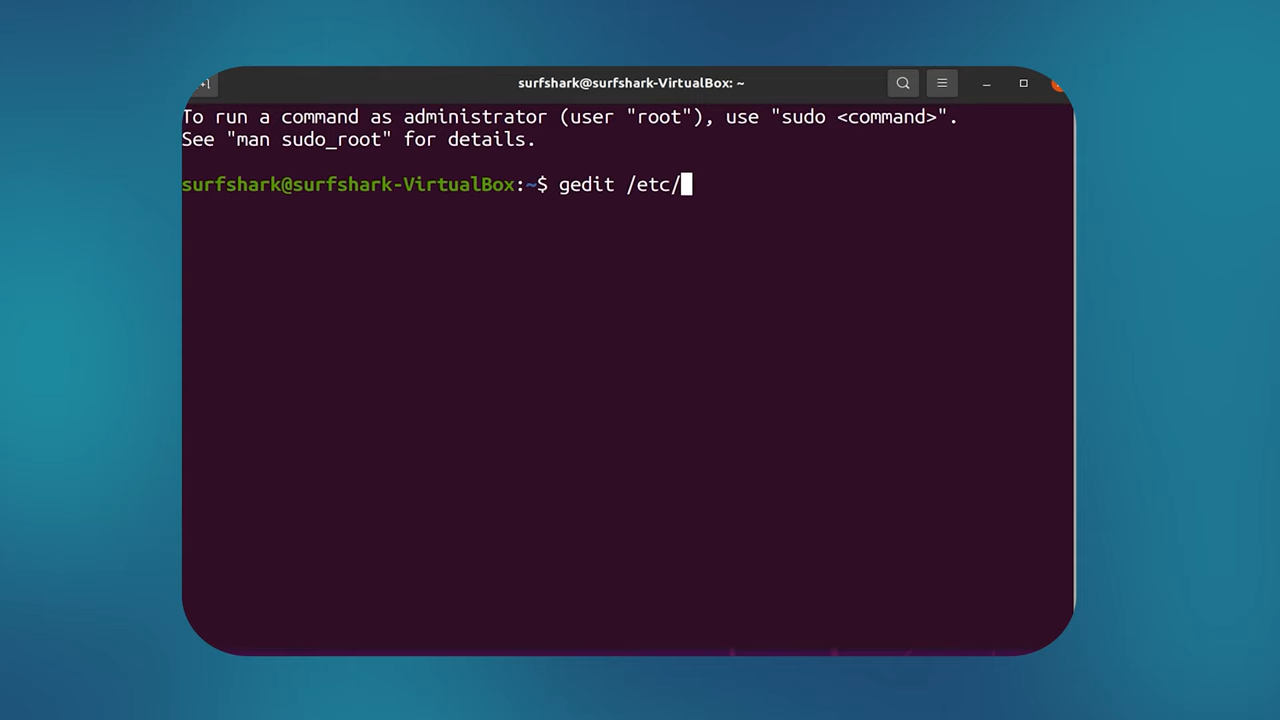 surfshark@surfshark-VirtualBox: ~
To run a command as administrator (user "root"), use "sudo <command>".
See "man sudo_root" for details.
surfshark@surfshark-VirtualBox:~$ gedit /etc/